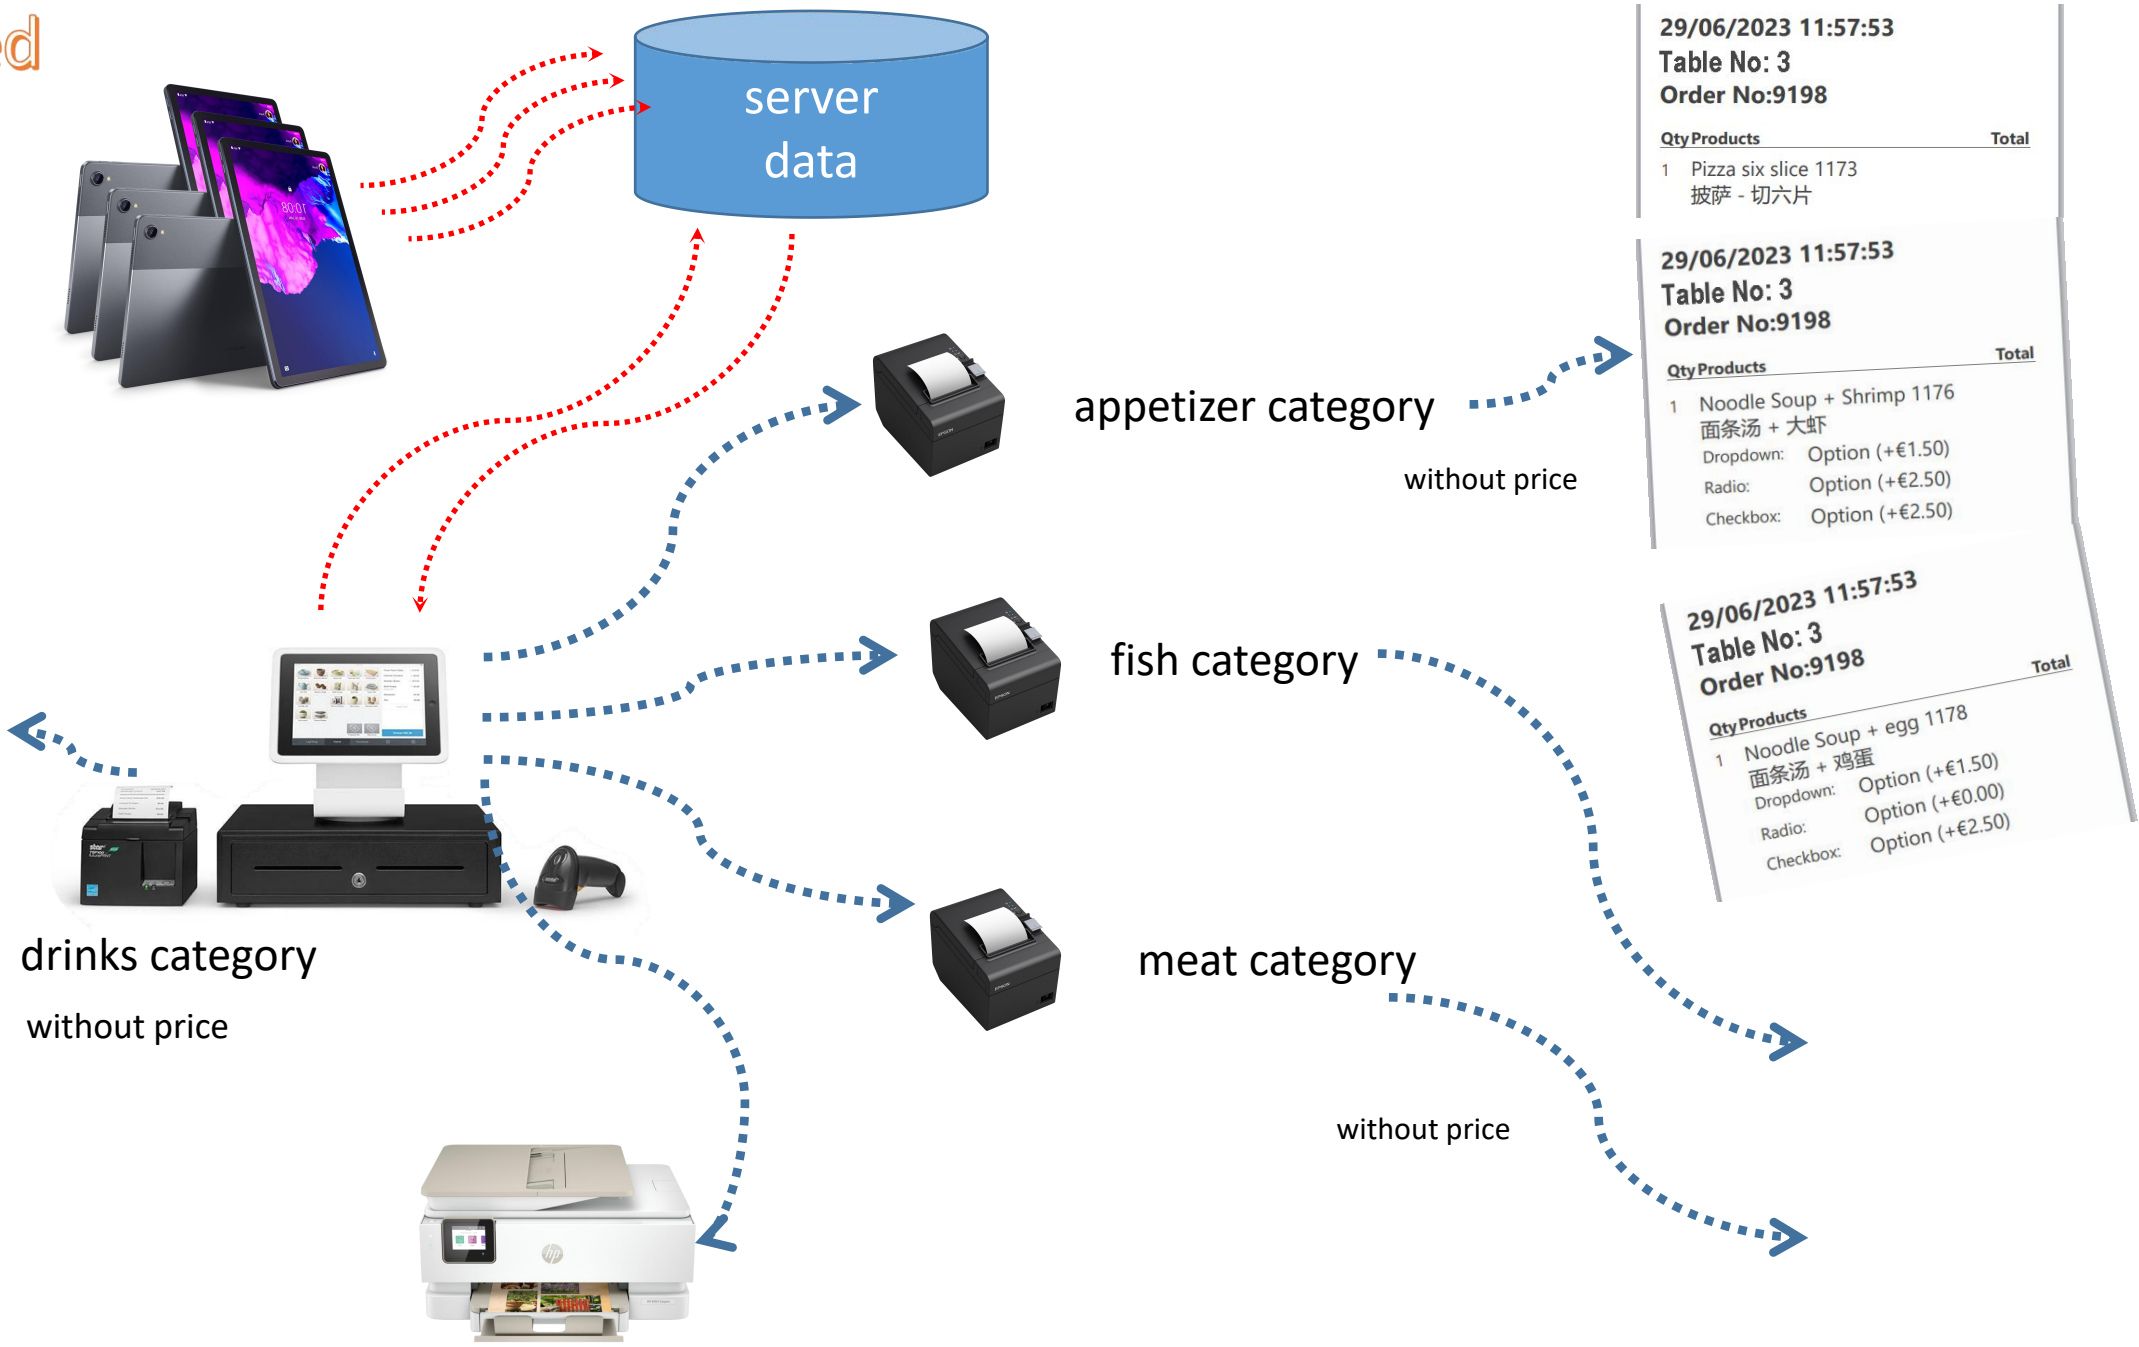 ed
server
data
29/06/2023 11:57:53
Table No: 3
Order No:9198
Qty Products Total
1 Pizza six slice 1173
披萨 - 切六片
29/06/2023 11:57:53
Table No: 3
Order No:9198
Qty Products Total
1 Noodle Soup + Shrimp 1176
面条汤 + 大虾
Dropdown: Option (+€1.50)
Radio: Option (+€2.50)
Checkbox: Option (+€2.50)
appetizer category
without price
29/06/2023 11:57:53
Table No: 3
Order No:9198
Qty Products Total
1 Noodle Soup + egg 1178
面条汤 + 鸡蛋
Dropdown: Option (+€1.50)
Radio: Option (+€0.00)
Checkbox: Option (+€2.50)
fish category
star
drinks category
without price
meat category
without price
hp